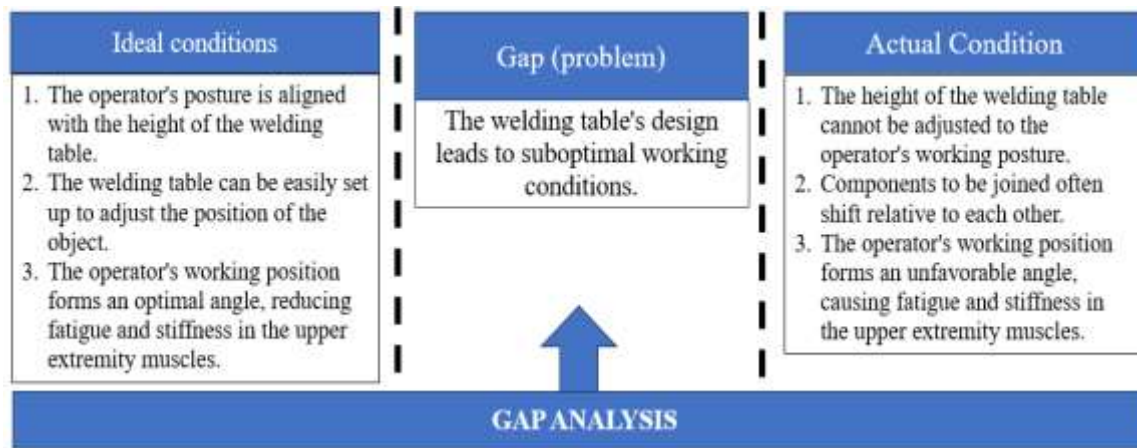 Ideal conditions
1. The operator's posture is aligned
with the height of the welding
table.
2. The welding table can be easily set
up to adjust the position of the
object.
3. The operator's working position
forms an optimal angle, reducing
fatigue and stiffness in the upper
extremity muscles.
Gap (problem)
The welding table's design
leads to suboptimal working
conditions.
Actual Condition
1. The height of the welding table
cannot be adjusted to the
operator's working posture.
2. Components to be joined often
shift relative to each other.
3. The operator's working position
forms an unfavorable angle,
causing fatigue and stiffness in
the upper extremity muscles.
GAP ANALYSIS